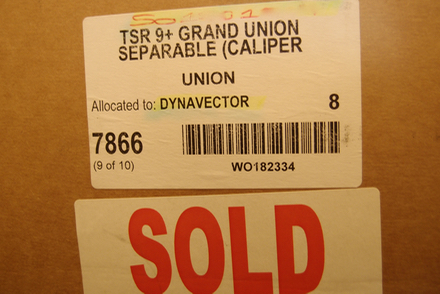 TSR 9+ GRAND UNION
SEPARABLE (CALIPER
UNION
Allocated to: DYNAVECTOR 8
7866
(9 of 10)
WO182334
SOLD